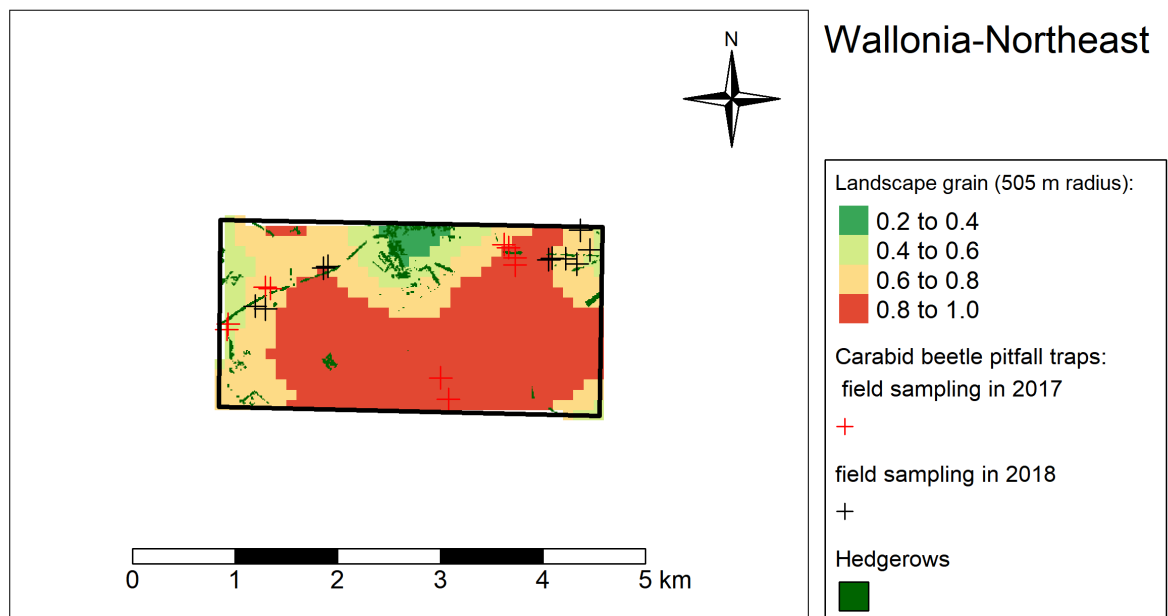 Wallonia-Northeast
N
Landscape grain (505 m radius):
0.2 to 0.4
0.4 to 0.6
0.6 to 0.8
0.8 to 1.0
Carabid beetle pitfall traps:
field sampling in 2017
field sampling in 2018
Hedgerows
0 1 2 3 4 5 km